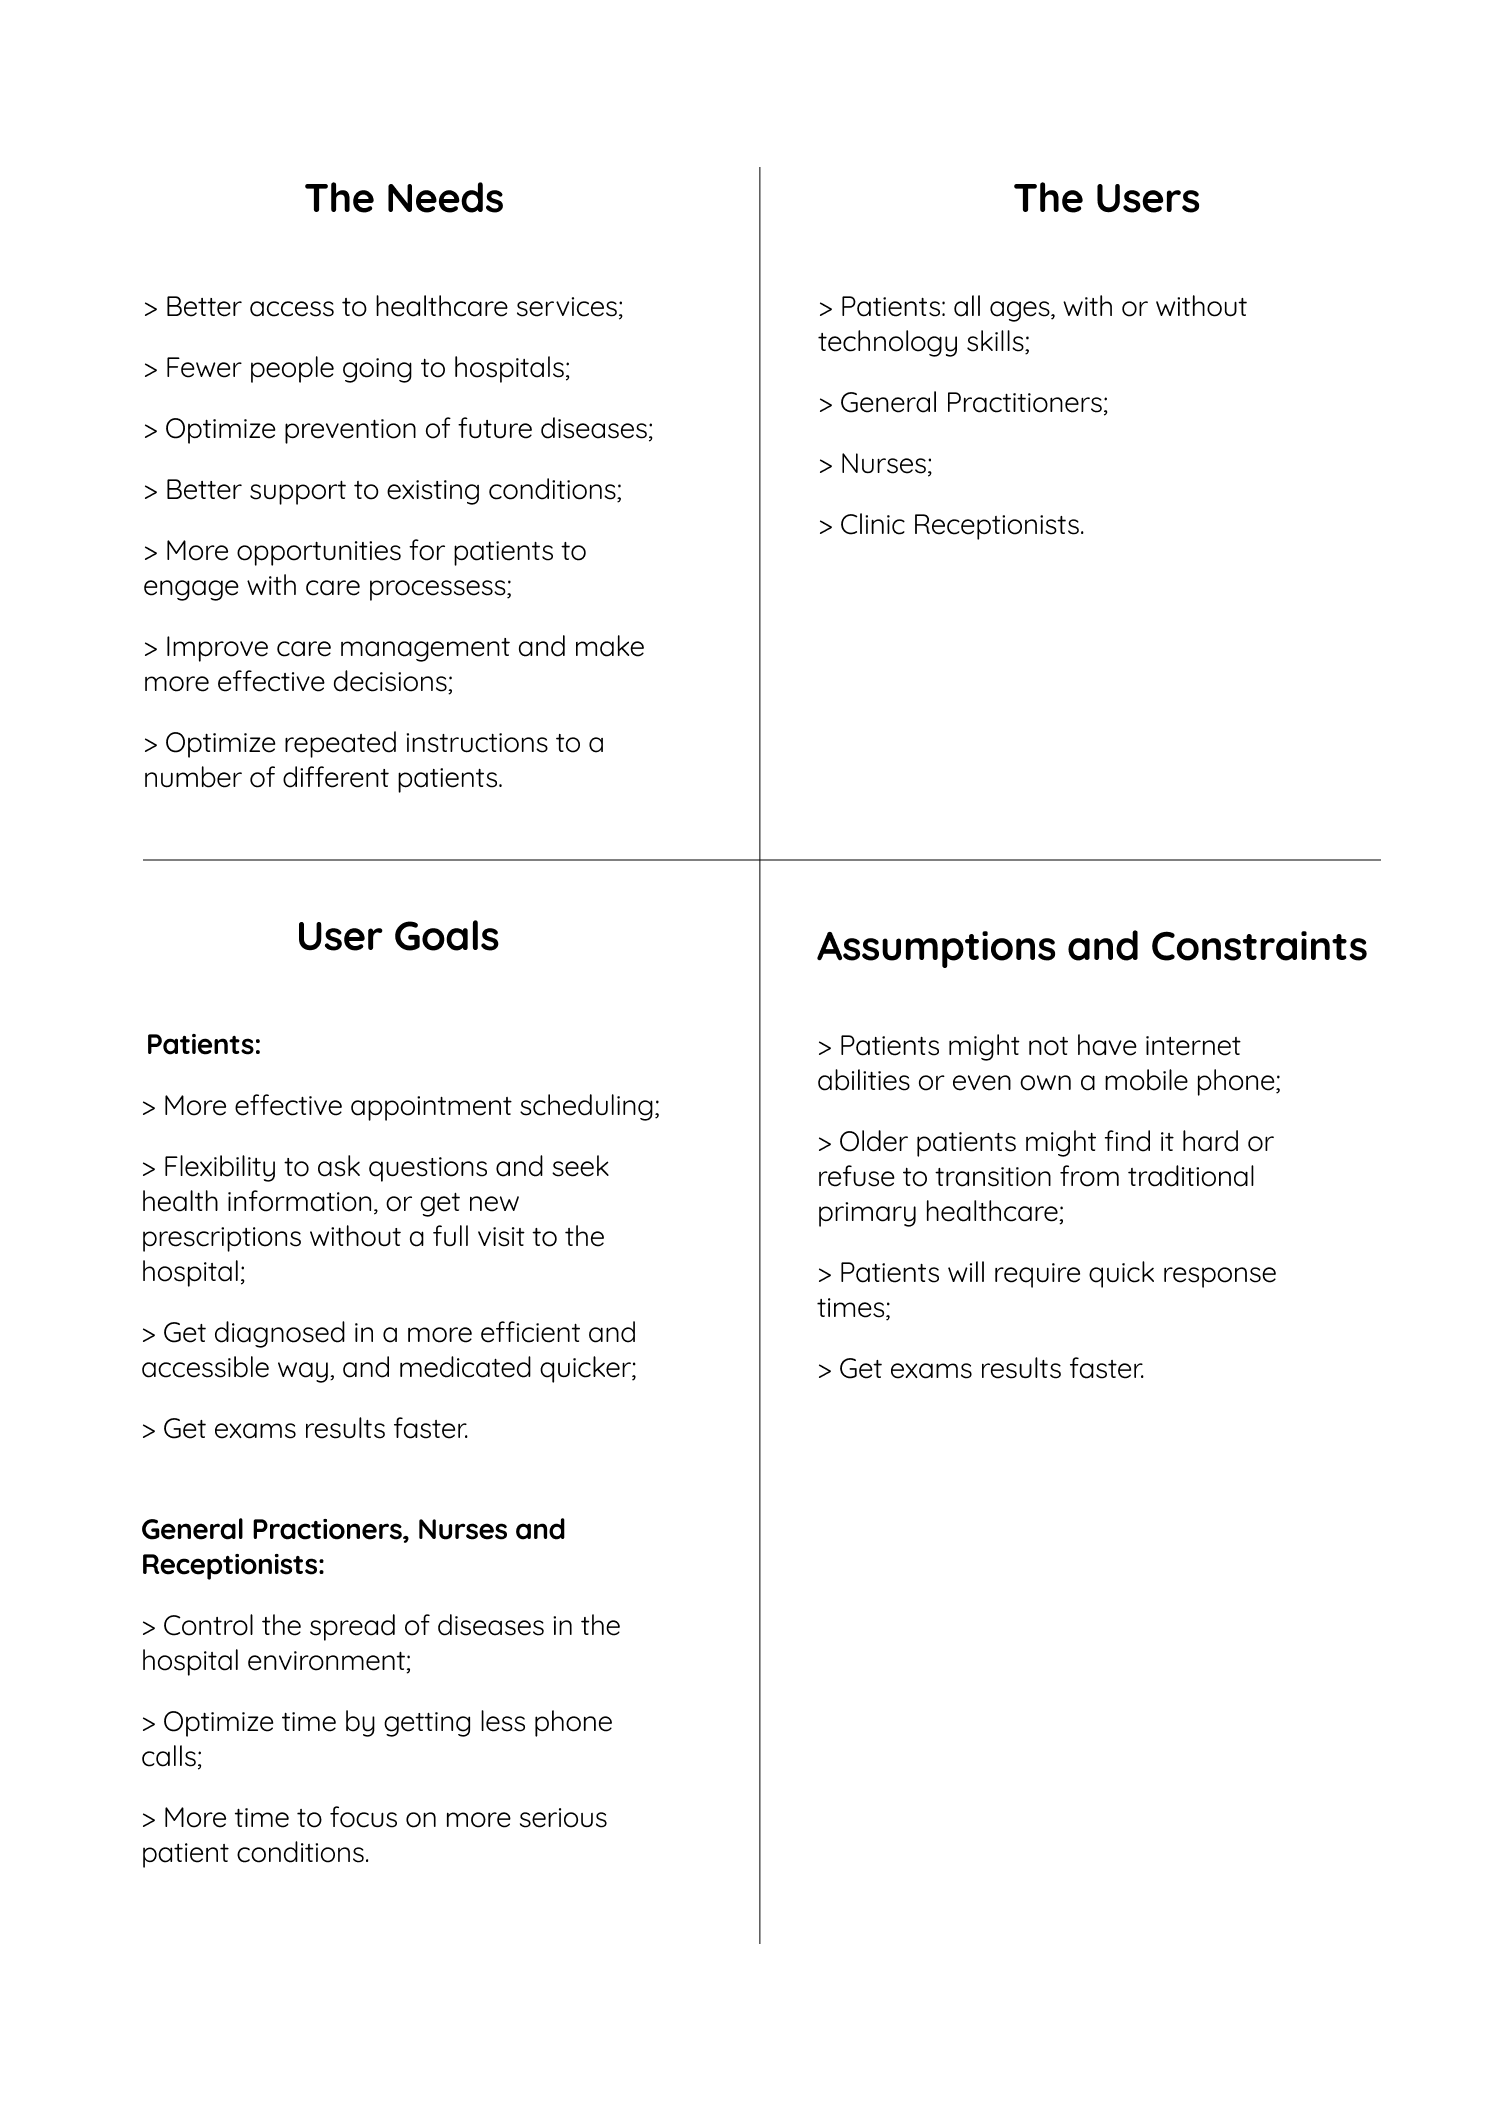 The Needs
> Better access to healthcare services;
> Fewer people going to hospitals;
> Optimize prevention of future diseases;
> Better support to existing conditions;
> More opportunities for patients to
engage with care processess;
> Improve care management and make
more effective decisions;
> Optimize repeated instructions to a
number of different patients.
The Users
> Patients: all ages, with or without
technology skills;
> General Practitioners;
> Nurses;
> Clinic Receptionists.
User Goals
Patients:
> More effective appointment scheduling;
> Flexibility to ask questions and seek
health information, or get new
prescriptions without a full visit to the
hospital;
> Get diagnosed in a more efficient and
accessible way, and medicated quicker;
> Get exams results faster.
General Practioners, Nurses and
Receptionists:
> Control the spread of diseases in the
hospital environment;
> Optimize time by getting less phone
calls;
> More time to focus on more serious
patient conditions.
Assumptions and Constraints
> Patients might not have internet
abilities or even own a mobile phone;
> Older patients might find it hard or
refuse to transition from traditional
primary healthcare;
> Patients will require quick response
times;
> Get exams results faster.